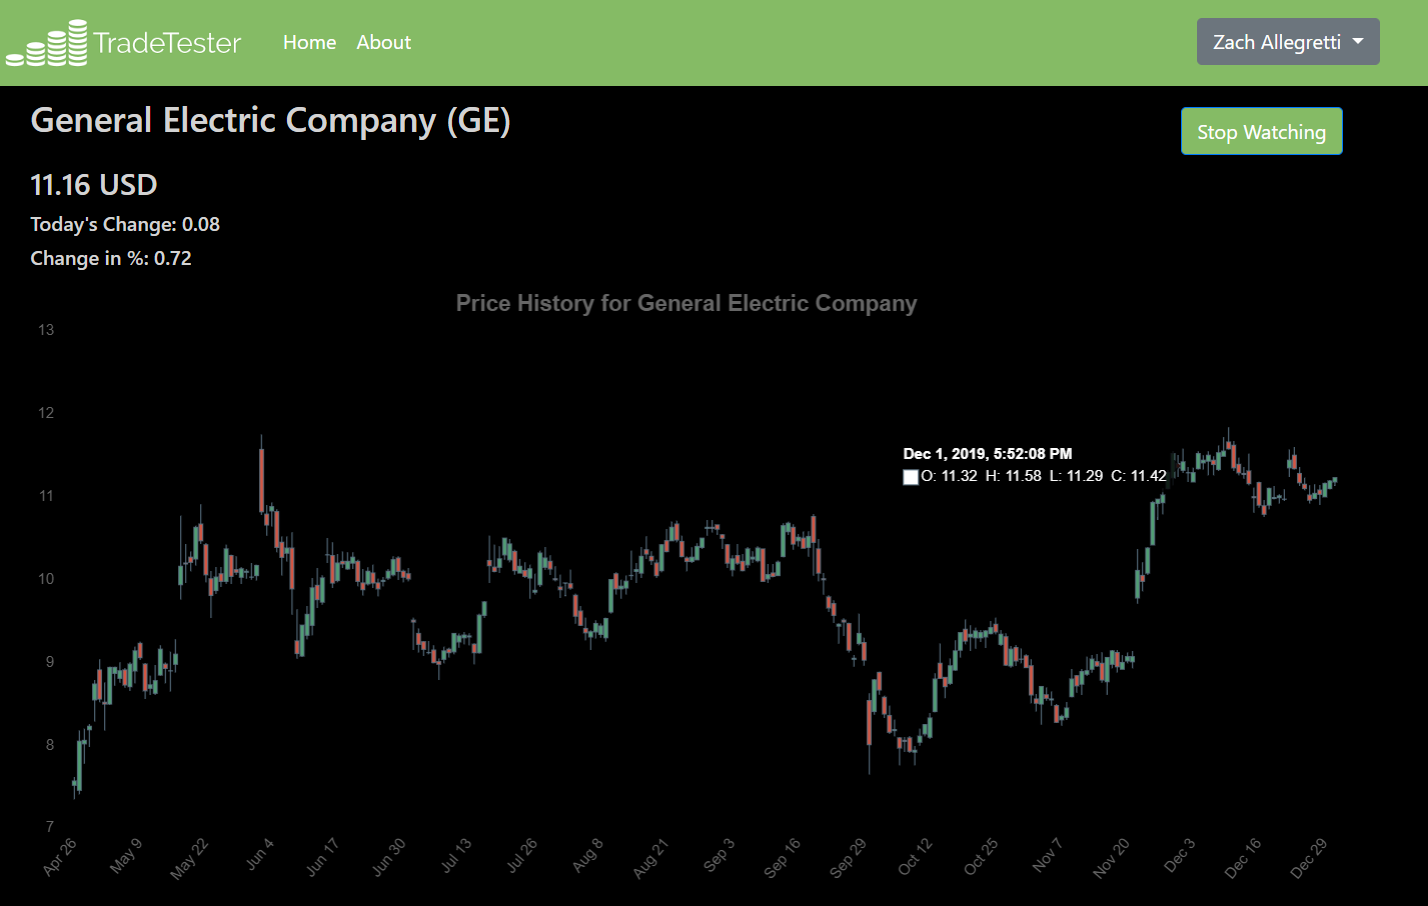 TradeTester
Home
About
Zach Allegretti
General Electric Company (GE)
Stop Watching
11.16 USD
Today's Change: 0.08
Change in %: 0.72
Price History for General Electric Company
13
12
11
10
9
8
7
Dec 1, 2019, 5:52:08 PM
O: 11.32 H: 11.58 L: 11.29 C: 11.42
Apr 26
May 9
May 22
Jun 4
Jun 17
Jun 30
Jul 13
Jul 26
Aug 8
Aug 21
Sep 3
Sep 16
Sep 29
Oct 12
Oct 25
Nov 7
Nov 20
Dec 3
Dec 16
Dec 29